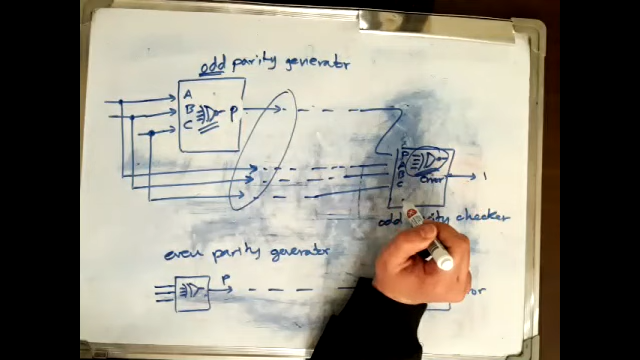 odd parity generator
A
B P
C
P
A
B
C error 1
odd parity checker
even parity generator
P